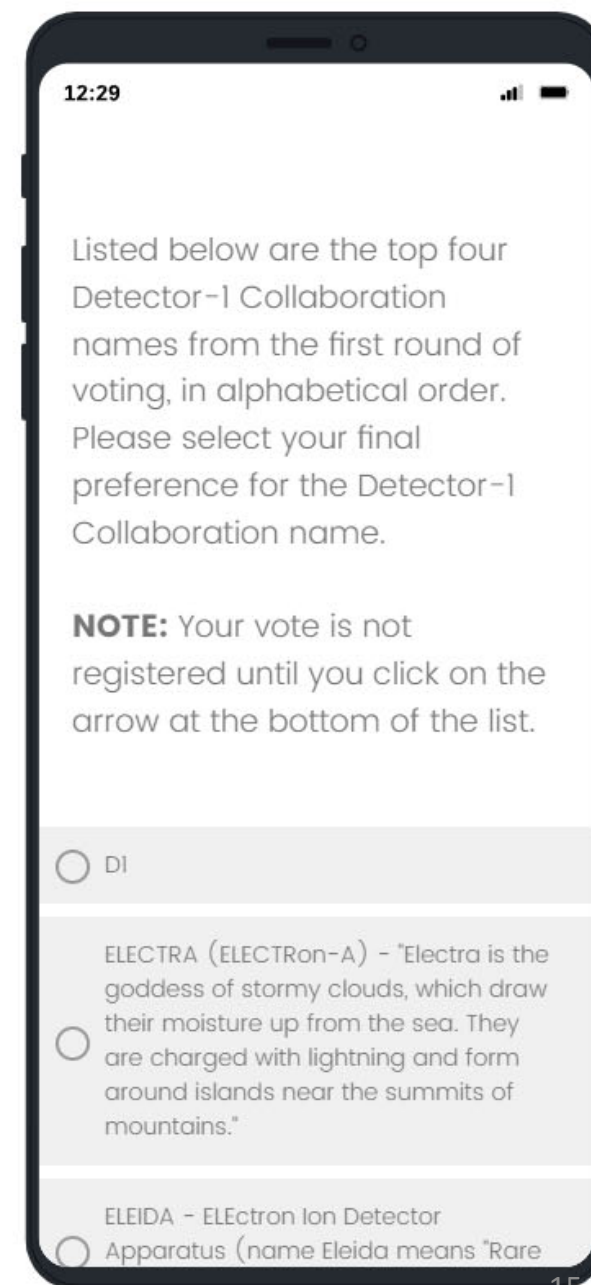 12:29
Listed below are the top four
Detector-1 Collaboration
names from the first round of
voting, in alphabetical order.
Please select your final
preference for the Detector-1
Collaboration name.
NOTE: Your vote is not
registered until you click on the
arrow at the bottom of the list.
D1
ELECTRA (ELECTRon-A) - "Electra is the
goddess of stormy clouds, which draw
their moisture up from the sea. They
are charged with lightning and form
around islands near the summits of
mountains."
ELEIDA - ELEctron Ion Detector
Apparatus (name Eleida means "Rare
15